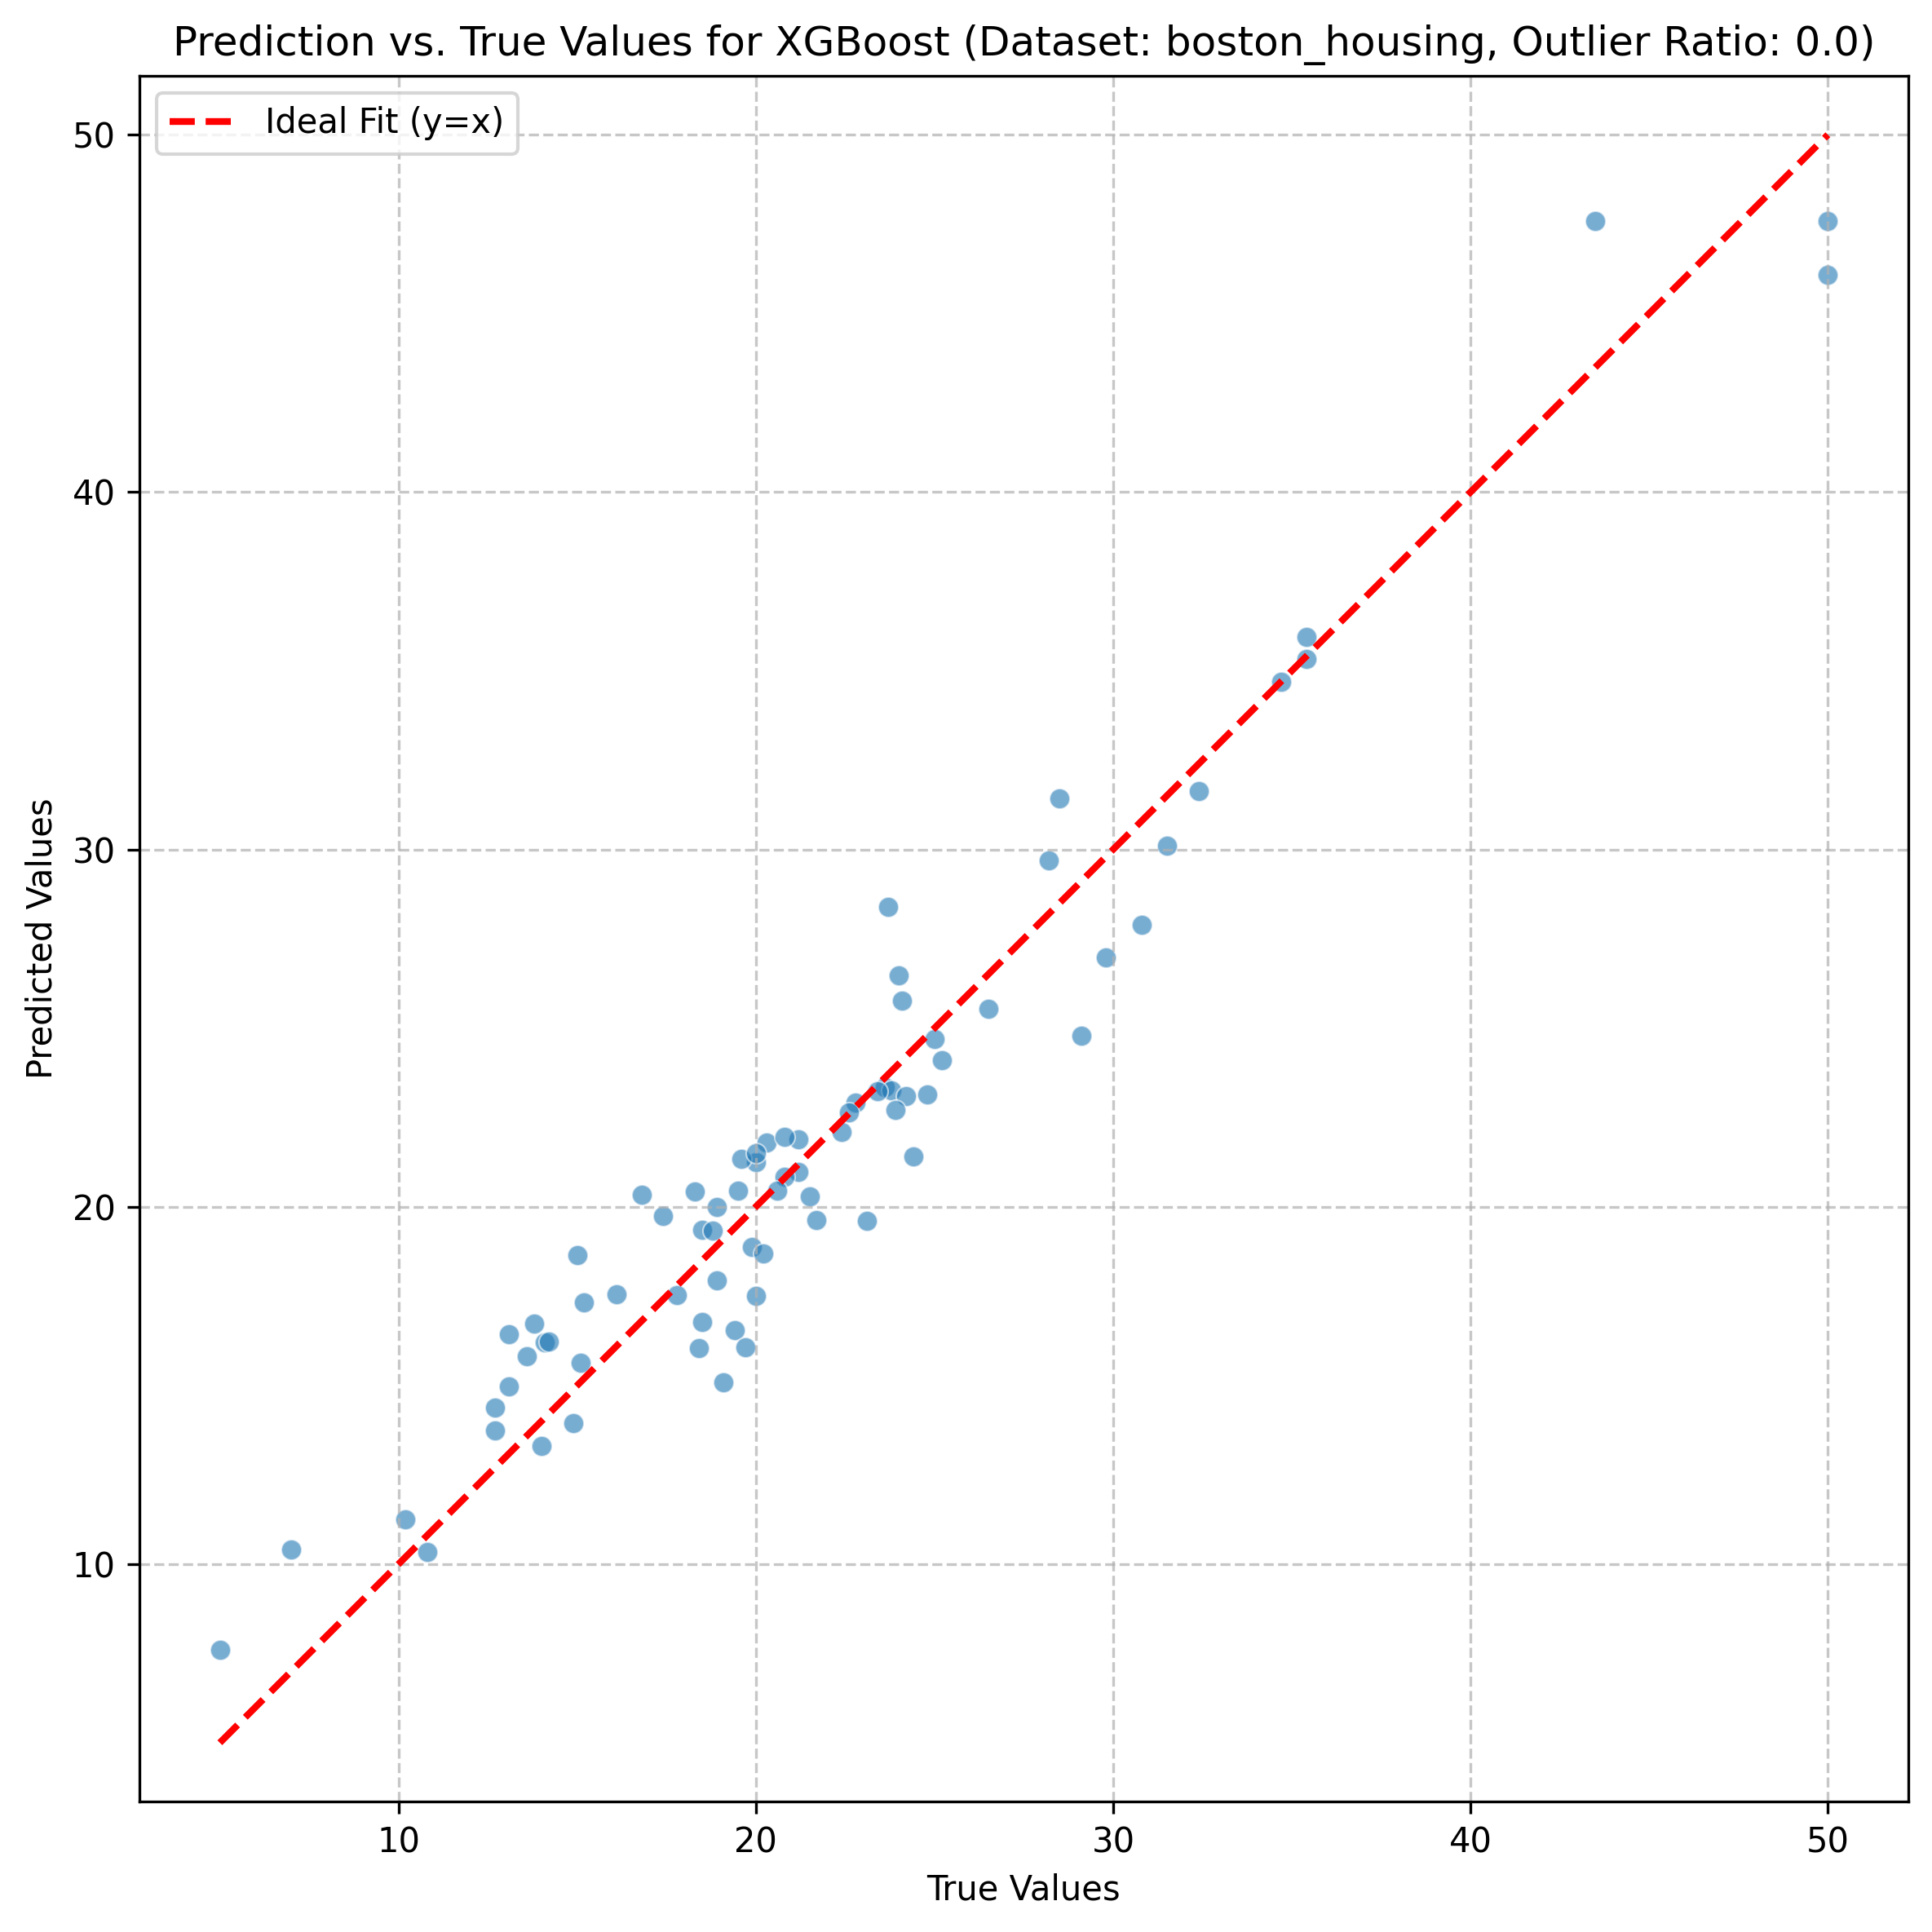 Prediction vs. True Values for XGBoost (Dataset: boston_housing, Outlier Ratio: 0.0)
Ideal Fit (y=x)
50
40
30
20
10
Predicted Values
10 20 30 40 50
True Values